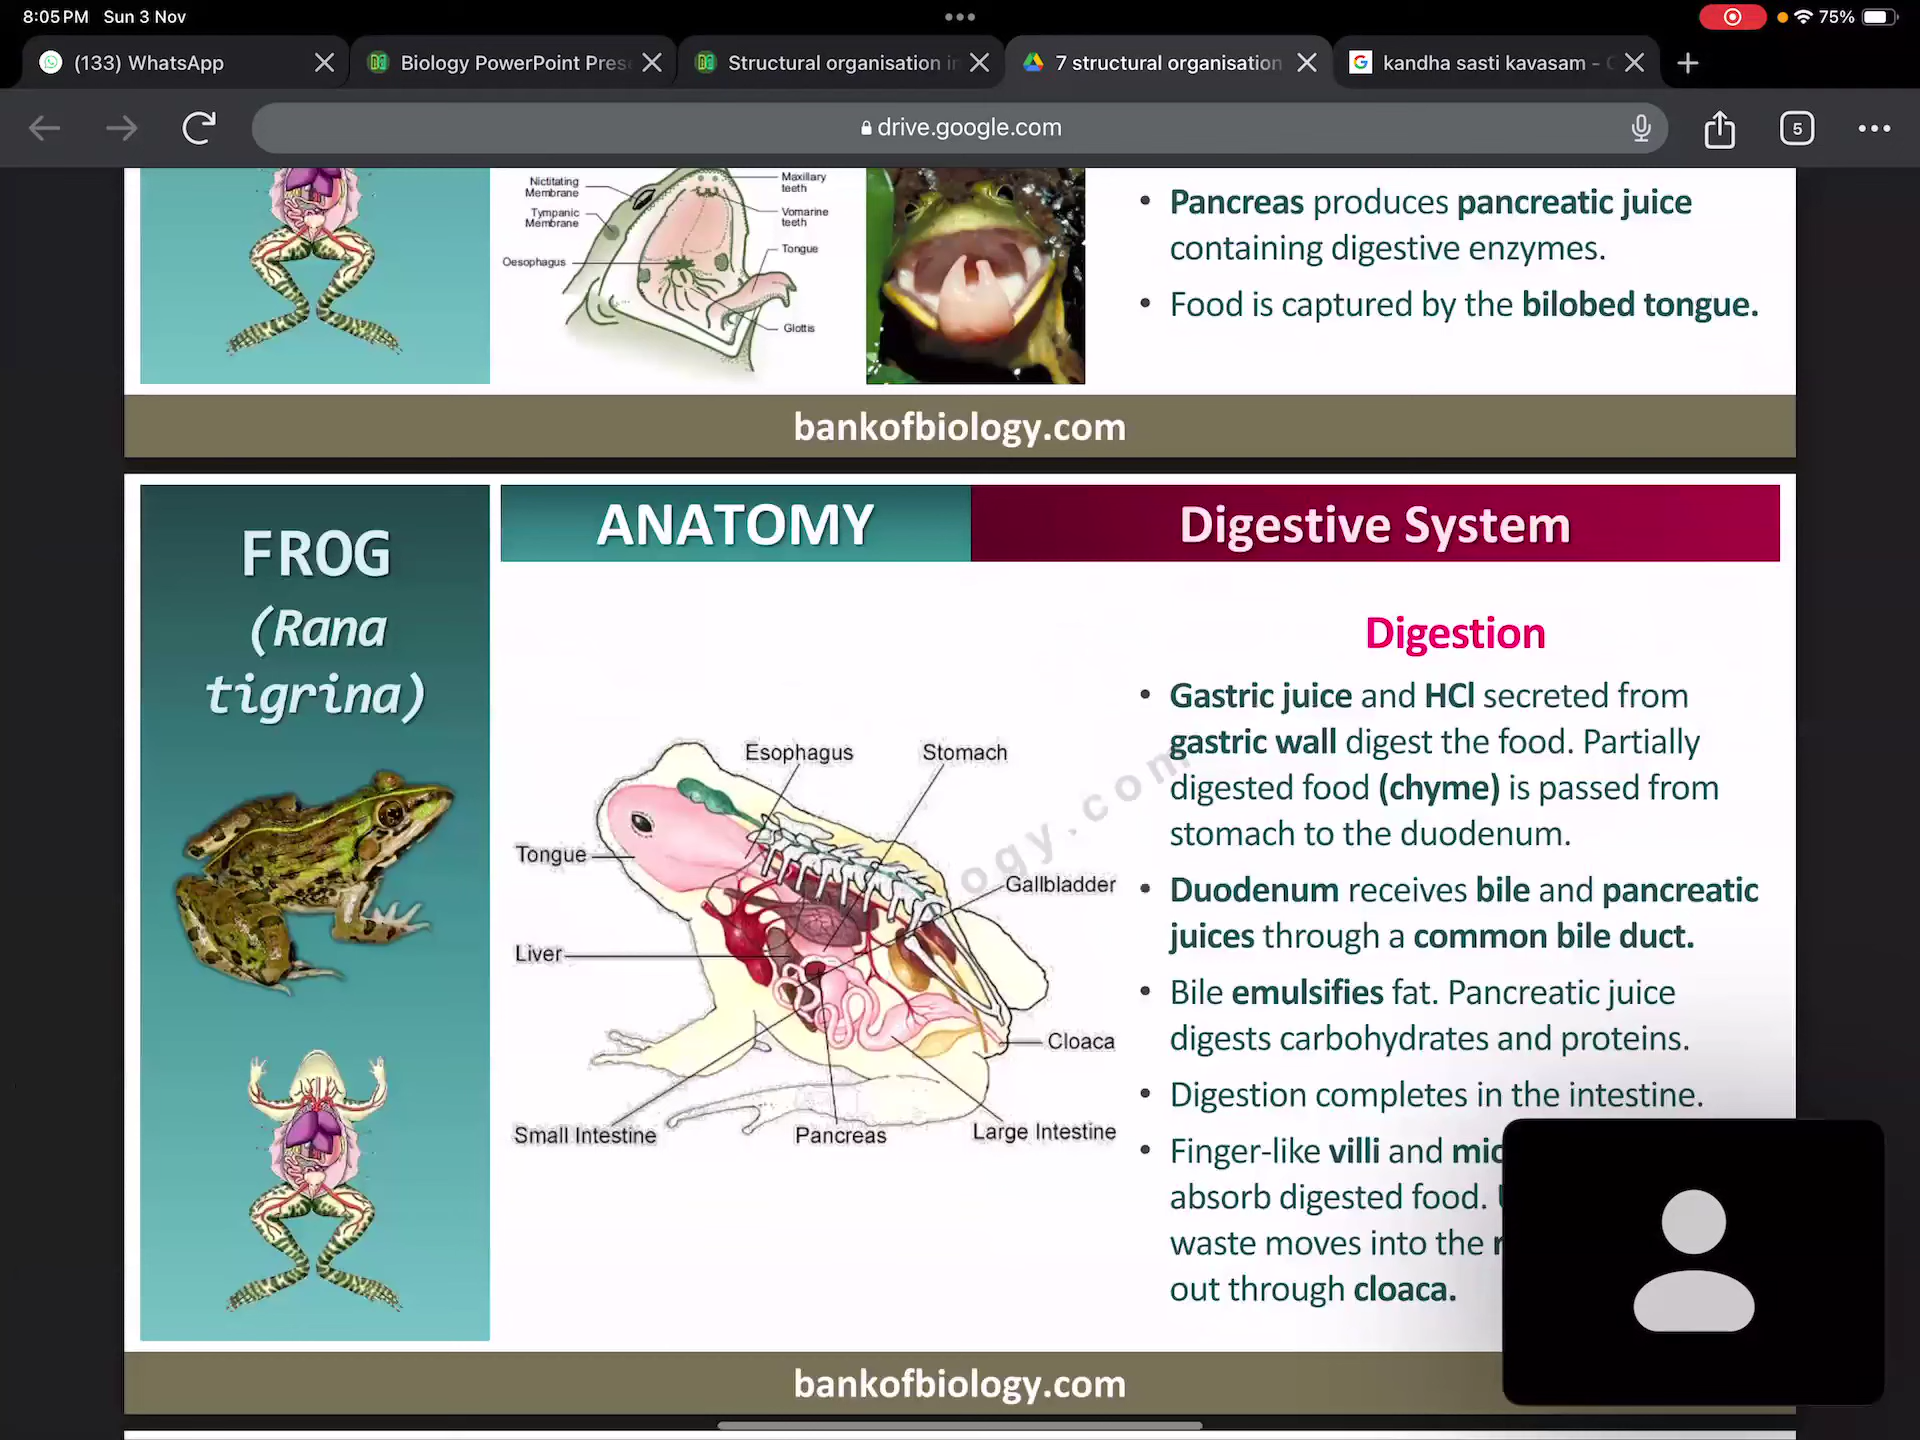 8:05 PM Sun 3 Nov
75%
(133) WhatsApp
Biology PowerPoint Pres
Structural organisation i
7 structural organisation
kandha sasti kavasam -
drive.google.com
5
Nictitating
Membrane
Tympanic
Membrane
Oesophagus
Maxillary
teeth
Vomarine
teeth
Tongue
Glottis
• Pancreas produces pancreatic juice
containing digestive enzymes.
• Food is captured by the bilobed tongue.
bankofbiology.com
FROG
(Rana
tigrina)
ANATOMY
Digestive System
Esophagus
Stomach
Tongue
Gallbladder
Liver
Cloaca
Small Intestine
Pancreas
Large Intestine
ogy.com
Digestion
• Gastric juice and HCl secreted from
gastric wall digest the food. Partially
digested food (chyme) is passed from
stomach to the duodenum.
• Duodenum receives bile and pancreatic
juices through a common bile duct.
• Bile emulsifies fat. Pancreatic juice
digests carbohydrates and proteins.
• Digestion completes in the intestine.
• Finger-like villi and mic
absorb digested food.
waste moves into the
out through cloaca.
bankofbiology.com